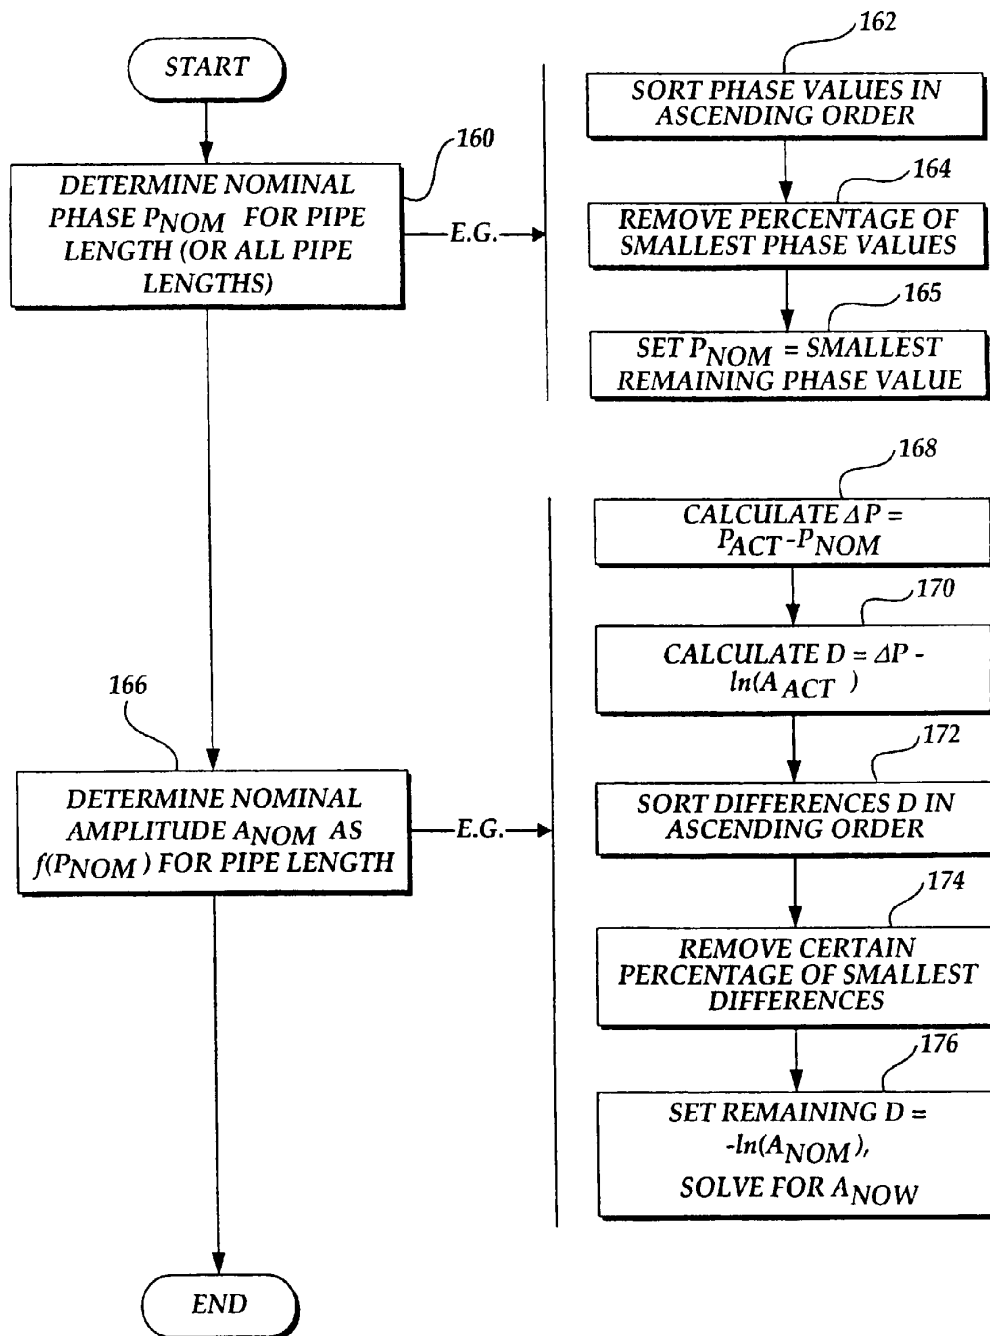 START
160
DETERMINE NOMINAL
PHASE PNOM FOR PIPE
LENGTH (OR ALL PIPE
LENGTHS)
E.G.
162
SORT PHASE VALUES IN
ASCENDING ORDER
164
REMOVE PERCENTAGE OF
SMALLEST PHASE VALUES
165
SET PNOM = SMALLEST
REMAINING PHASE VALUE
166
DETERMINE NOMINAL
AMPLITUDE ANOM AS
f(PNOM) FOR PIPE LENGTH
E.G.
168
CALCULATE ΔP =
PACT-PNOM
170
CALCULATE D = ΔP -
ln(AACT )
172
SORT DIFFERENCES D IN
ASCENDING ORDER
174
REMOVE CERTAIN
PERCENTAGE OF SMALLEST
DIFFERENCES
176
SET REMAINING D =
-ln(ANOM),
SOLVE FOR ANOW
END